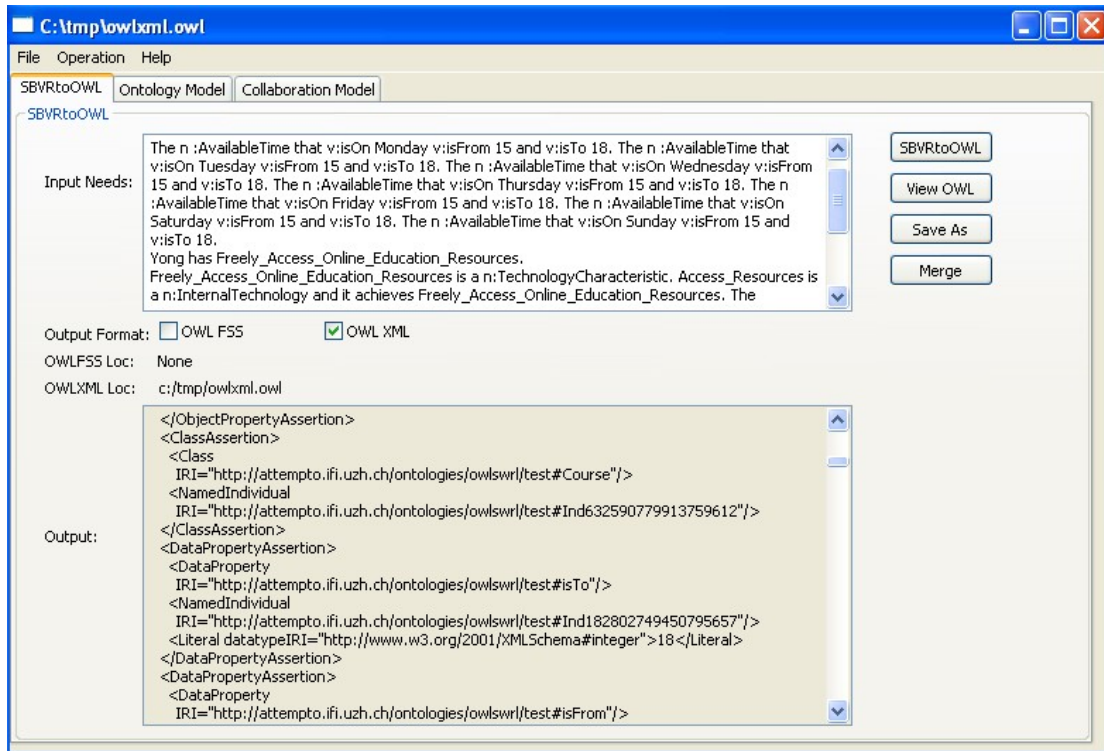 C:\tmp\owlxml.owl
File Operation Help
SBVRtoOWL Ontology Model Collaboration Model
SBVRtoOWL
Input Needs:
The n :AvailableTime that v:isOn Monday v:isFrom 15 and v:isTo 18. The n :AvailableTime that
v:isOn Tuesday v:isFrom 15 and v:isTo 18. The n :AvailableTime that v:isOn Wednesday v:isFrom
15 and v:isTo 18. The n :AvailableTime that v:isOn Thursday v:isFrom 15 and v:isTo 18. The n
:AvailableTime that v:isOn Friday v:isFrom 15 and v:isTo 18. The n :AvailableTime that v:isOn
Saturday v:isFrom 15 and v:isTo 18. The n :AvailableTime that v:isOn Sunday v:isFrom 15 and
v:isTo 18.
Yong has Freely_Access_Online_Education_Resources.
Freely_Access_Online_Education_Resources is a n:TechnologyCharacteristic. Access_Resources is
a n:InternalTechnology and it achieves Freely_Access_Online_Education_Resources. The
SBVRtoOWL
View OWL
Save As
Merge
Output Format: OWL FSS OWL XML
OWLFSS Loc: None
OWLXML Loc: c:/tmp/owlxml.owl
Output:
</ObjectPropertyAssertion>
<ClassAssertion>
<Class
IRI="http://attempto.ifi.uzh.ch/ontologies/owlswrl/test#Course"/>
<NamedIndividual
IRI="http://attempto.ifi.uzh.ch/ontologies/owlswrl/test#Ind632590779913759612"/>
</ClassAssertion>
<DataPropertyAssertion>
<DataProperty
IRI="http://attempto.ifi.uzh.ch/ontologies/owlswrl/test#isTo"/>
<NamedIndividual
IRI="http://attempto.ifi.uzh.ch/ontologies/owlswrl/test#Ind182802749450795657"/>
<Literal datatypeIRI="http://www.w3.org/2001/XMLSchema#integer">18</Literal>
</DataPropertyAssertion>
<DataPropertyAssertion>
<DataProperty
IRI="http://attempto.ifi.uzh.ch/ontologies/owlswrl/test#isFrom"/>